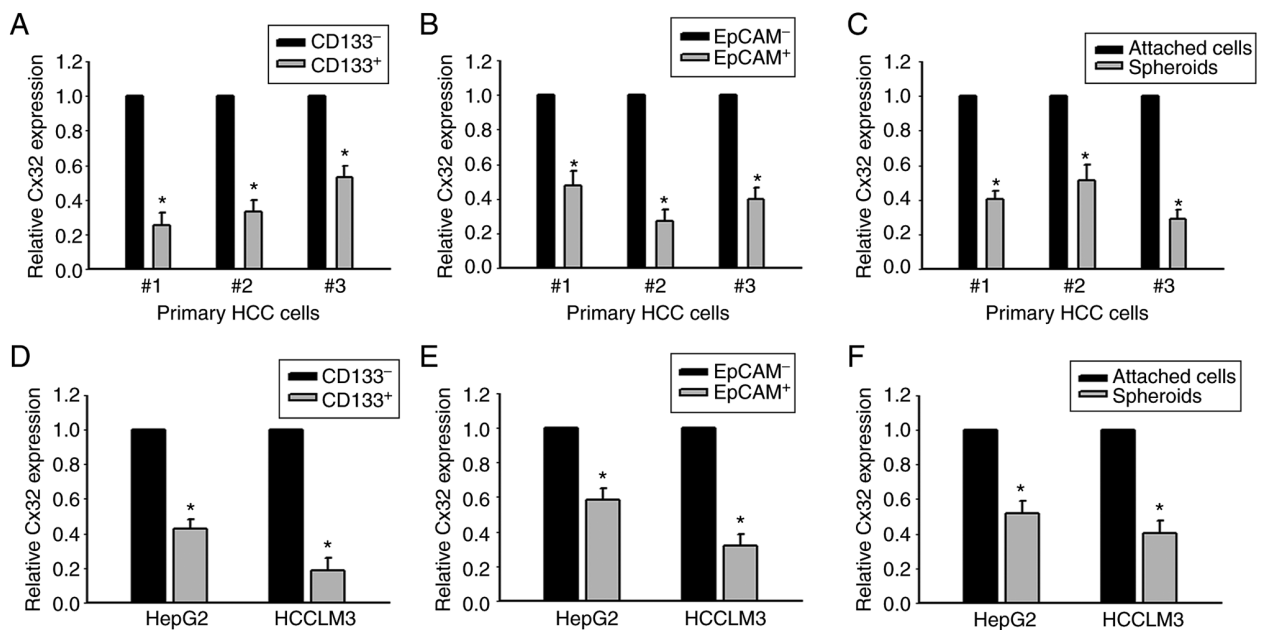 A
CD133⁻
CD133⁺
Relative Cx32 expression
1.2
1.0
0.8
0.6
0.4
0.2
0.0
* * *
#1 #2 #3
Primary HCC cells
B
EpCAM⁻
EpCAM⁺
Relative Cx32 expression
1.2
1.0
0.8
0.6
0.4
0.2
0.0
* * *
#1 #2 #3
Primary HCC cells
C
Attached cells
Spheroids
Relative Cx32 expression
1.2
1.0
0.8
0.6
0.4
0.2
0.0
* * *
#1 #2 #3
Primary HCC cells
D
CD133⁻
CD133⁺
Relative Cx32 expression
1.2
1.0
0.8
0.6
0.4
0.2
0.0
* *
HepG2 HCCLM3
E
EpCAM⁻
EpCAM⁺
Relative Cx32 expression
1.2
1.0
0.8
0.6
0.4
0.2
0.0
* *
HepG2 HCCLM3
F
Attached cells
Spheroids
Relative Cx32 expression
1.2
1.0
0.8
0.6
0.4
0.2
0.0
* *
HepG2 HCCLM3